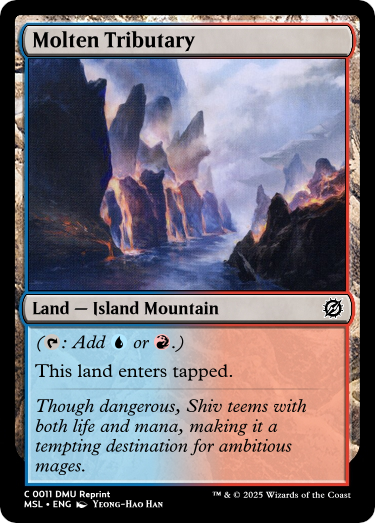 Molten Tributary
Land — Island Mountain
(: Add  or .)
This land enters tapped.
Though dangerous, Shiv teems with
both life and mana, making it a
tempting destination for ambitious
mages.
C 0011 DMU Reprint
MSL • ENG Yeong-Hao Han
™ & © 2025 Wizards of the Coast